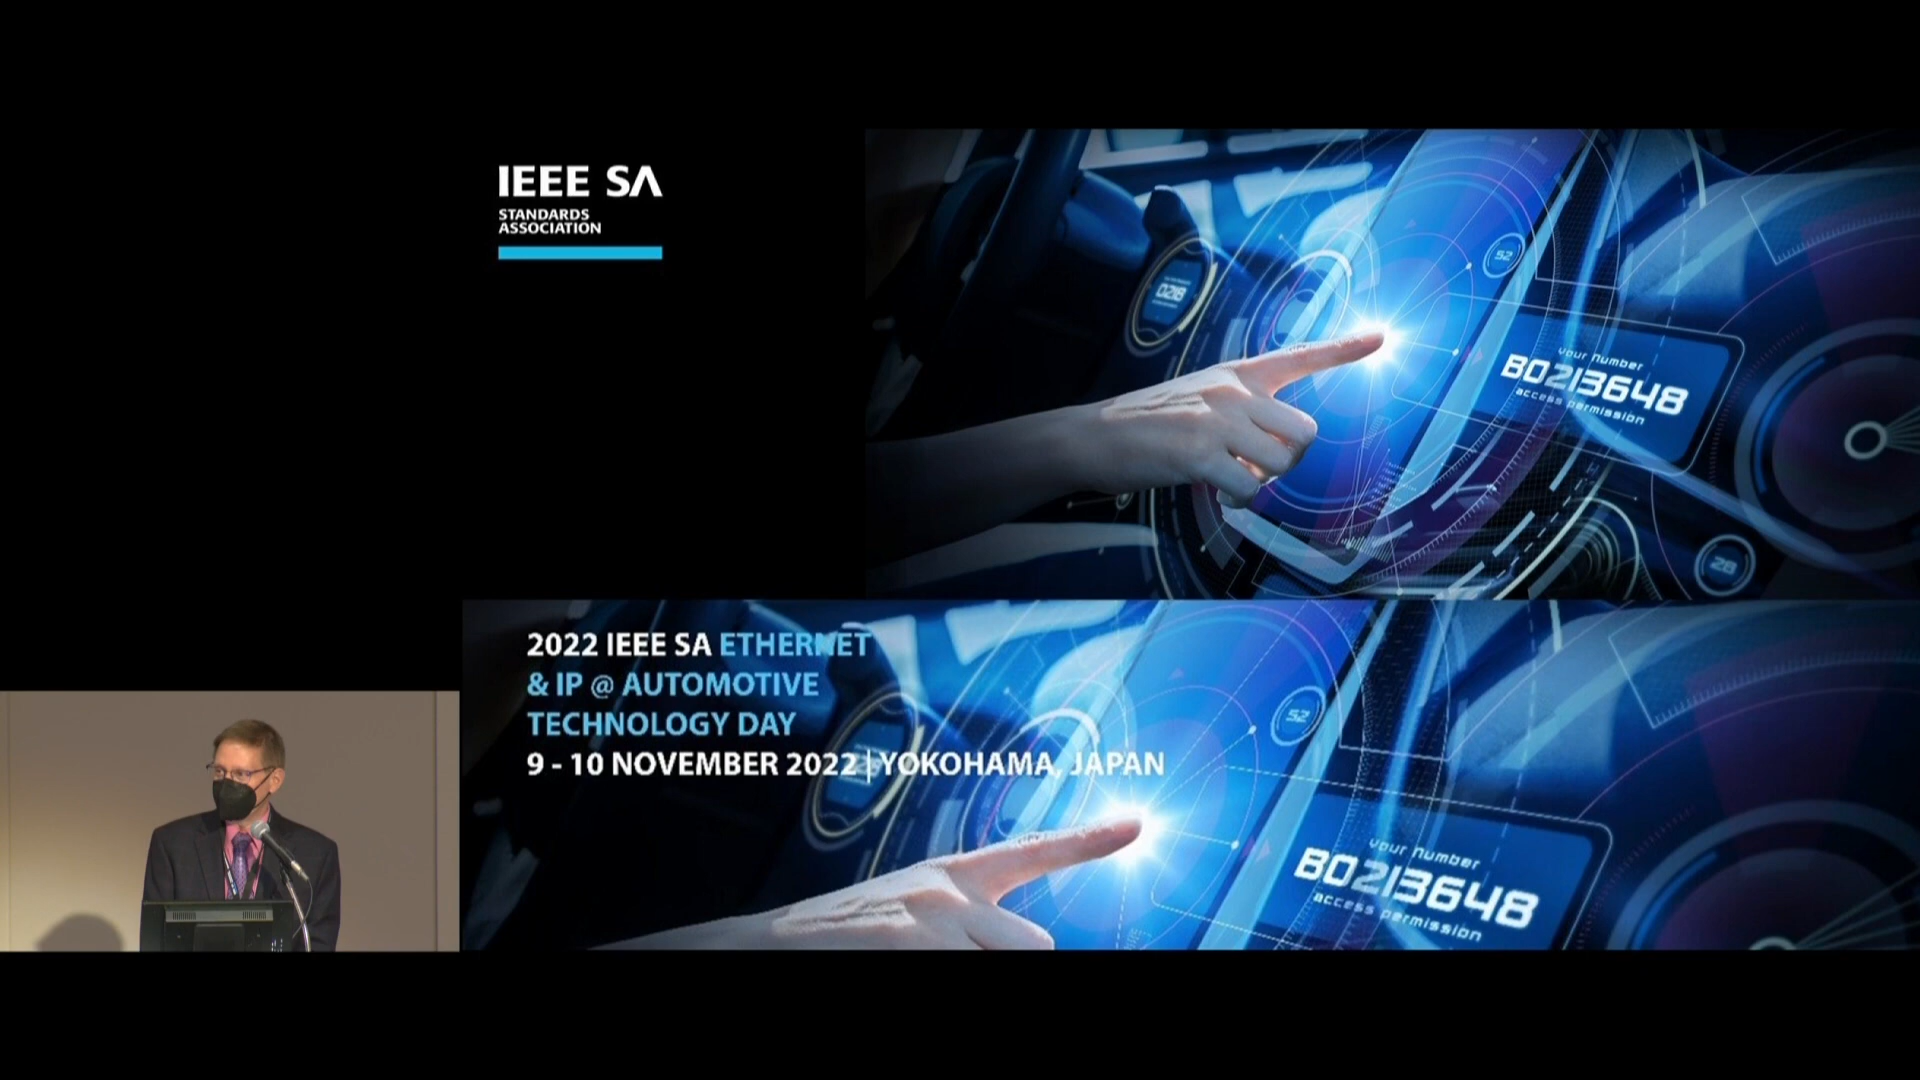 IEEE SA
STANDARDS
ASSOCIATION
0218
52
your number
B0213648
access permission
28
2022 IEEE SA ETHERNET
& IP @ AUTOMOTIVE
TECHNOLOGY DAY
9 - 10 NOVEMBER 2022 | YOKOHAMA, JAPAN
52
your number
B0213648
access permission